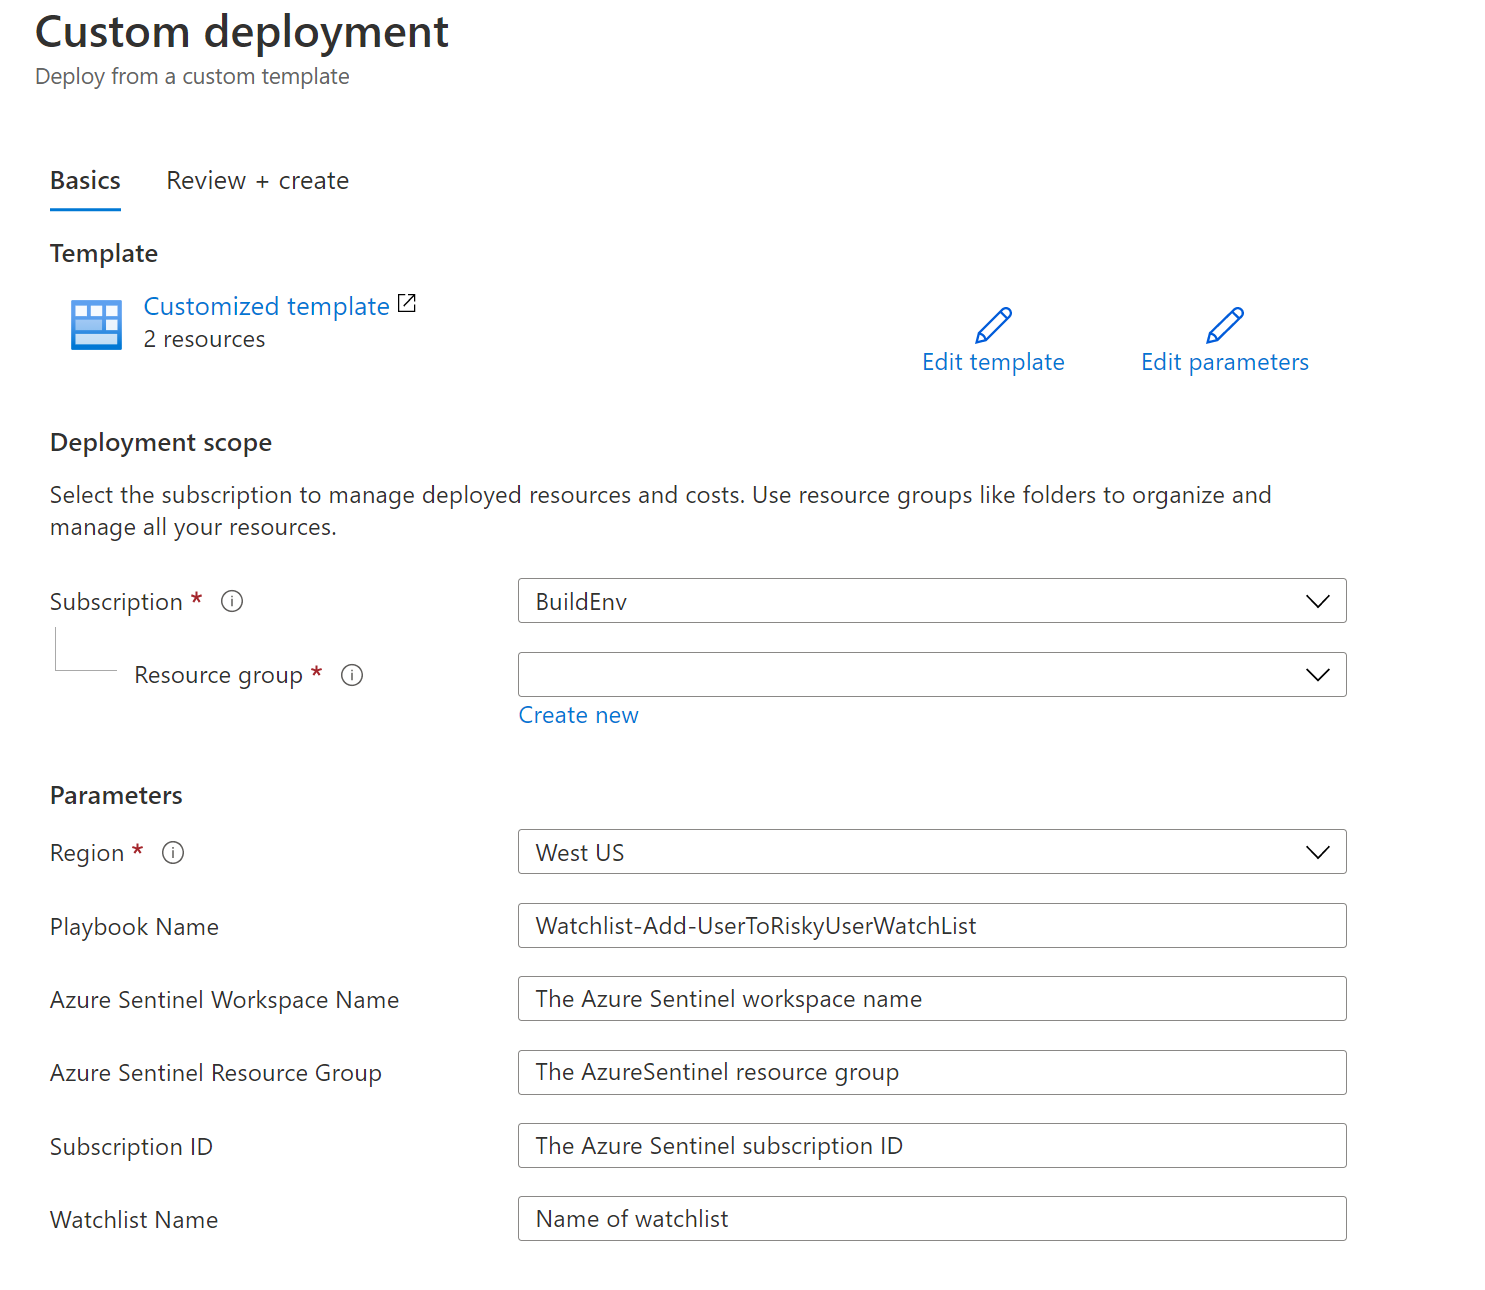 Custom deployment
Deploy from a custom template
Basics Review + create
Template
Customized template
2 resources
Edit template Edit parameters
Deployment scope
Select the subscription to manage deployed resources and costs. Use resource groups like folders to organize and
manage all your resources.
Subscription * BuildEnv
Resource group *
Create new
Parameters
Region * West US
Playbook Name Watchlist-Add-UserToRiskyUserWatchList
Azure Sentinel Workspace Name The Azure Sentinel workspace name
Azure Sentinel Resource Group The AzureSentinel resource group
Subscription ID The Azure Sentinel subscription ID
Watchlist Name Name of watchlist